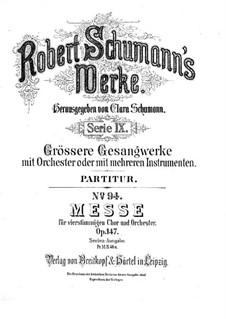 Robert Schumann's
Werke.
Herausgegeben von Clara Schumann.
Serie IX.
Grössere Gesangwerke
mit Orchester oder mit mehreren Instrumenten.
PARTITUR.
No 94.
MESSE
für vierstimmigen Chor und Orchester.
Op. 147.
Verlag von Breitkopf & Härtel in Leipzig.